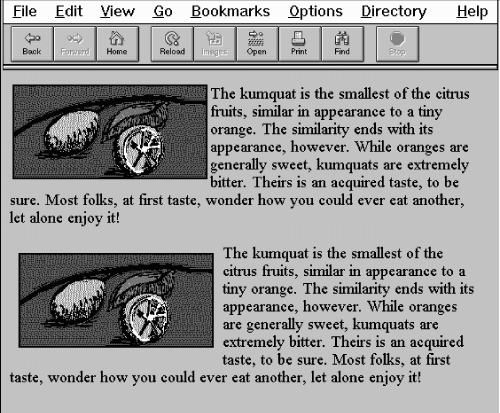 File Edit View Go Bookmarks Options Directory Help
Back Forward Home Reload Images Open Print Find Stop
The kumquat is the smallest of the citrus
fruits, similar in appearance to a tiny
orange. The similarity ends with its
appearance, however. While oranges are
generally sweet, kumquats are extremely
bitter. Theirs is an acquired taste, to be
sure. Most folks, at first taste, wonder how you could ever eat another,
let alone enjoy it!
The kumquat is the smallest of the
citrus fruits, similar in appearance to a
tiny orange. The similarity ends with its
appearance, however. While oranges
are generally sweet, kumquats are
extremely bitter. Theirs is an acquired
taste, to be sure. Most folks, at first
taste, wonder how you could ever eat another, let alone enjoy it!